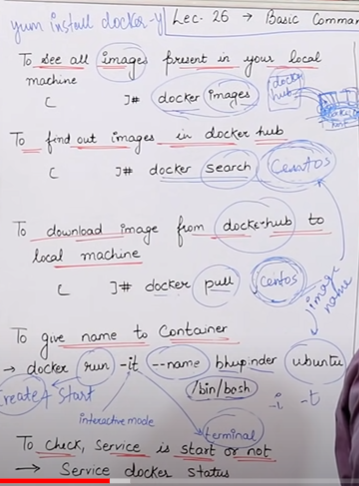 yum install docker -y
Lec-26 → Basic Comman
To see all images present in your local
machine
[ ]# docker images
docker
hub
To find out images in docker hub
[ ]# docker search Centos
To download image from dockerhub to
local machine
[ ]# docker pull centos
image
name
To give name to Container
→ docker run -it --name bhupinder ubuntu
/bin/bash
Create + Start
-i -t
interactive mode
terminal
To check, service is start or not
→ Service docker status